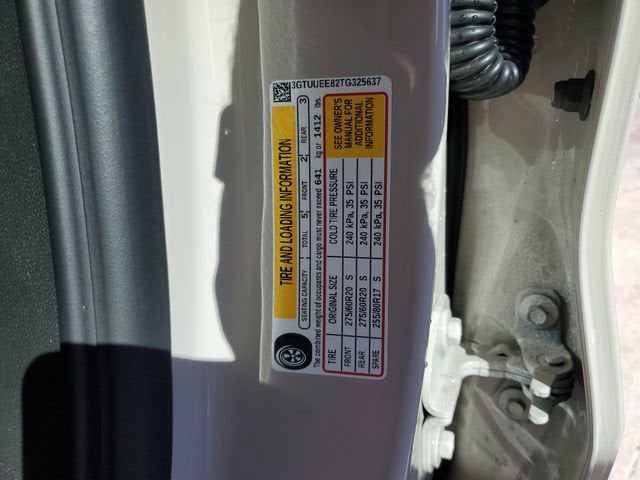 3GTUUEE82TG325637
TIRE AND LOADING INFORMATION
SEATING CAPACITY TOTAL 5 FRONT 2 REAR 3
The combined weight of occupants and cargo must never exceed 641 kg or 1412 lbs.
TIRE ORIGINAL SIZE COLD TIRE PRESSURE
FRONT 275/60R20 S 240 kPa, 35 PSI
REAR 275/60R20 S 240 kPa, 35 PSI
SPARE 255/80R17 S 240 kPa, 35 PSI
SEE OWNER'S
MANUAL FOR
ADDITIONAL
INFORMATION